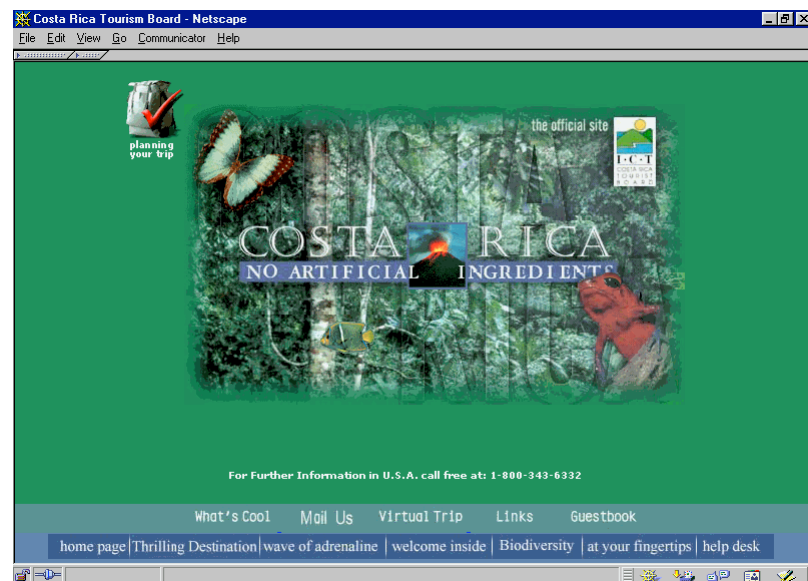 Costa Rica Tourism Board - Netscape
File Edit View Go Communicator Help
planning
your trip
the official site
I·C·T
COSTA RICA
TOURIST
BOARD
COSTA RICA
NO ARTIFICIAL INGREDIENTS
For Further Information in U.S.A. call free at: 1-800-343-6332
What's Cool Mail Us Virtual Trip Links Guestbook
home page | Thrilling Destination | wave of adrenaline | welcome inside | Biodiversity | at your fingertips | help desk